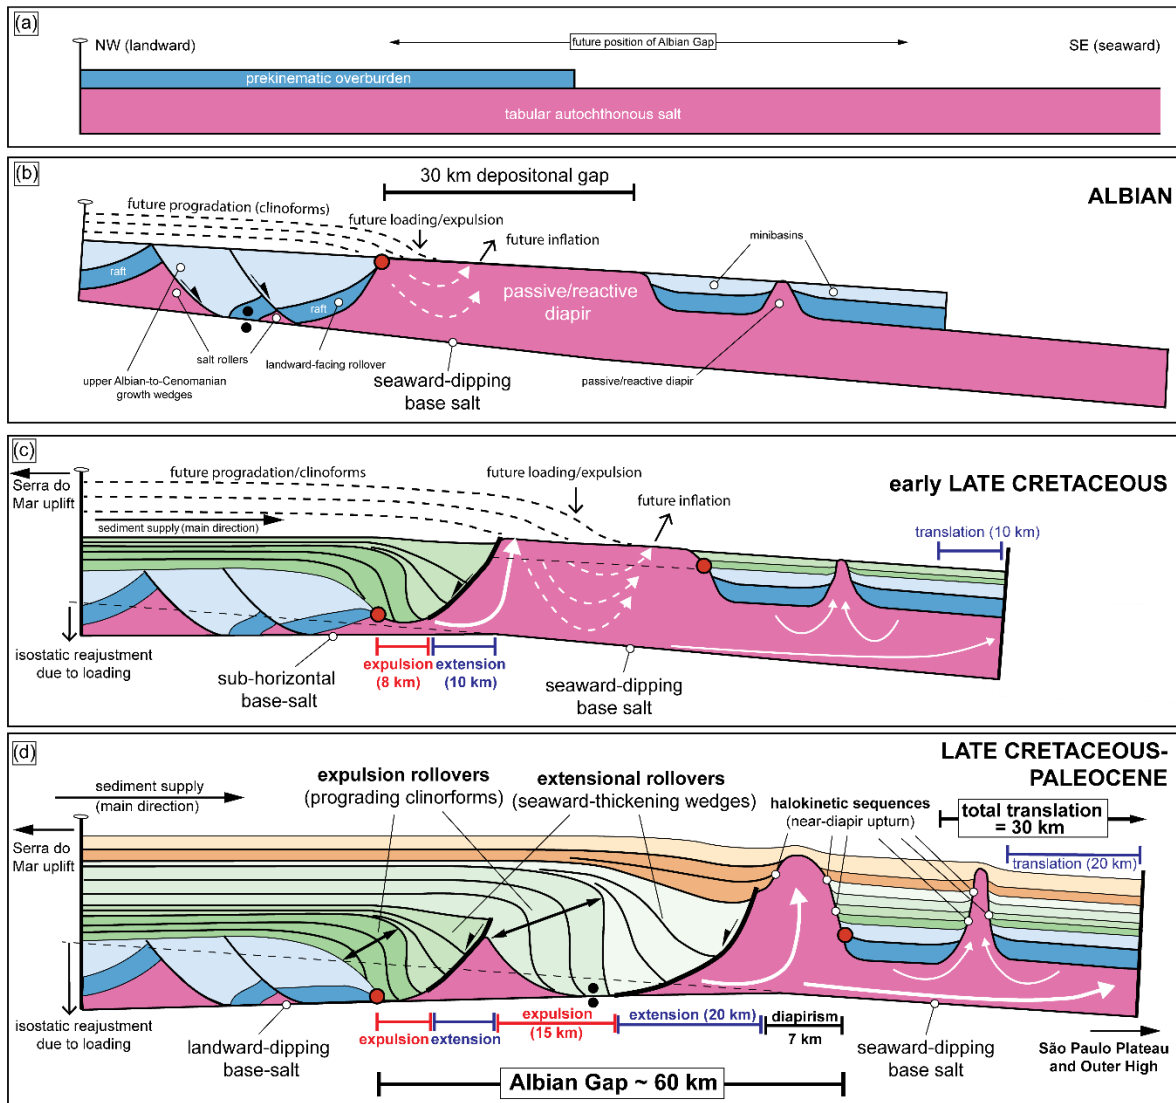 (a)
NW (landward)
future position of Albian Gap
SE (seaward)
prekinematic overburden
tabular autochthonous salt
(b)
30 km depositonal gap
ALBIAN
future progradation (clinoforms)
future loading/expulsion
future inflation
minibasins
raft
raft
passive/reactive
diapir
salt rollers
landward-facing rollover
upper Albian-to-Cenomanian
growth wedges
seaward-dipping
base salt
passive/reactive diapir
(c)
Serra do
Mar uplift
future progradation/clinoforms
future loading/expulsion
future inflation
early LATE CRETACEOUS
sediment supply (main direction)
translation (10 km)
isostatic reajustment
due to loading
sub-horizontal
base-salt
expulsion
(8 km)
extension
(10 km)
seaward-dipping
base salt
(d)
LATE CRETACEOUS-
PALEOCENE
sediment supply
(main direction)
expulsion rollovers
(prograding clinorforms)
extensional rollovers
(seaward-thickening wedges)
halokinetic sequences
(near-diapir upturn)
total translation
= 30 km
Serra do
Mar uplift
translation (20 km)
isostatic reajustment
due to loading
landward-dipping
base-salt
expulsion
extension
expulsion
(15 km)
extension (20 km)
diapirism
7 km
seaward-dipping
base salt
São Paulo Plateau
and Outer High
Albian Gap ~ 60 km